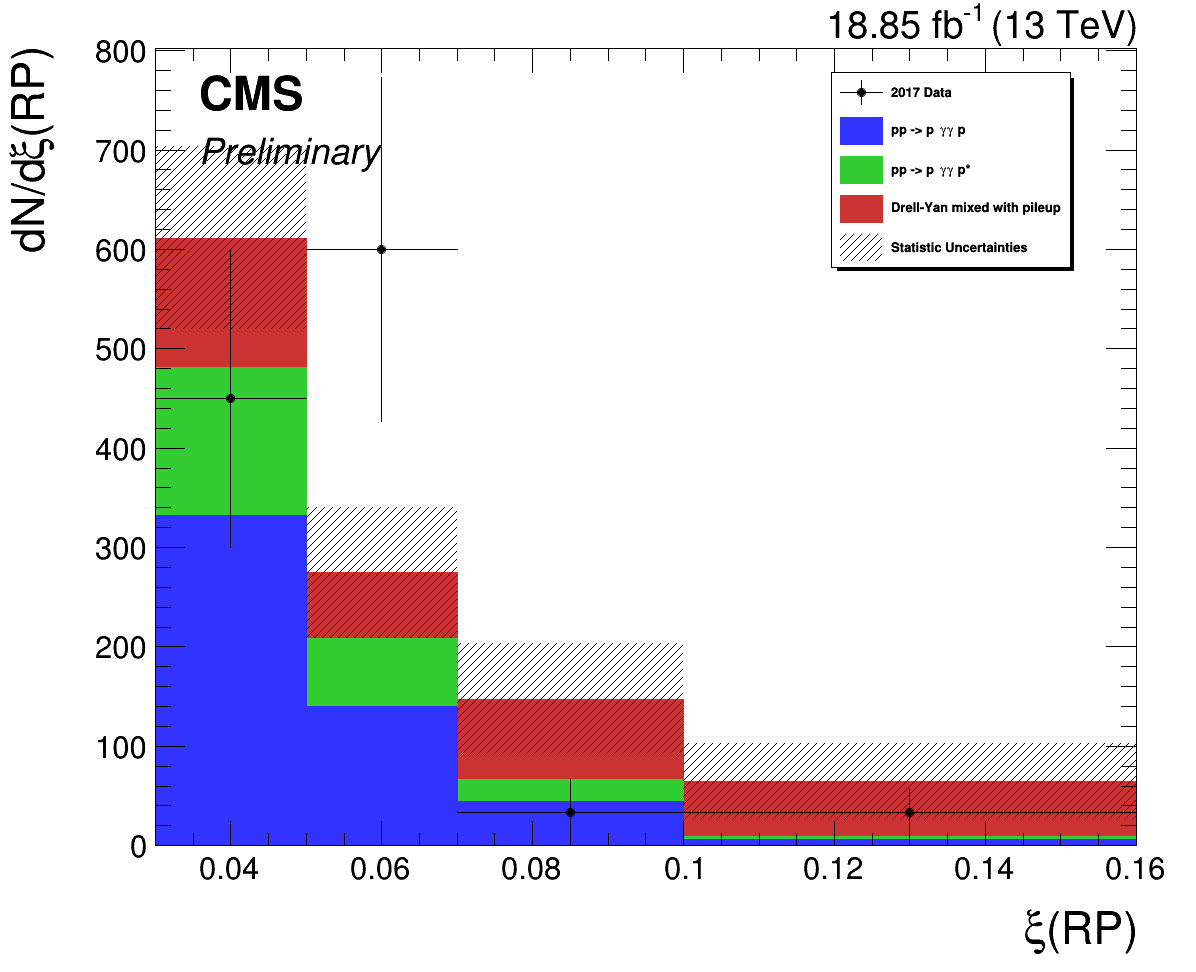 18.85 fb⁻¹ (13 TeV)
dN/dξ(RP)
CMS
Preliminary
2017 Data
pp -> p γγ p
pp -> p γγ p*
Drell-Yan mixed with pileup
Statistic Uncertainties
800
700
600
500
400
300
200
100
0
0.04 0.06 0.08 0.1 0.12 0.14 0.16
ξ(RP)